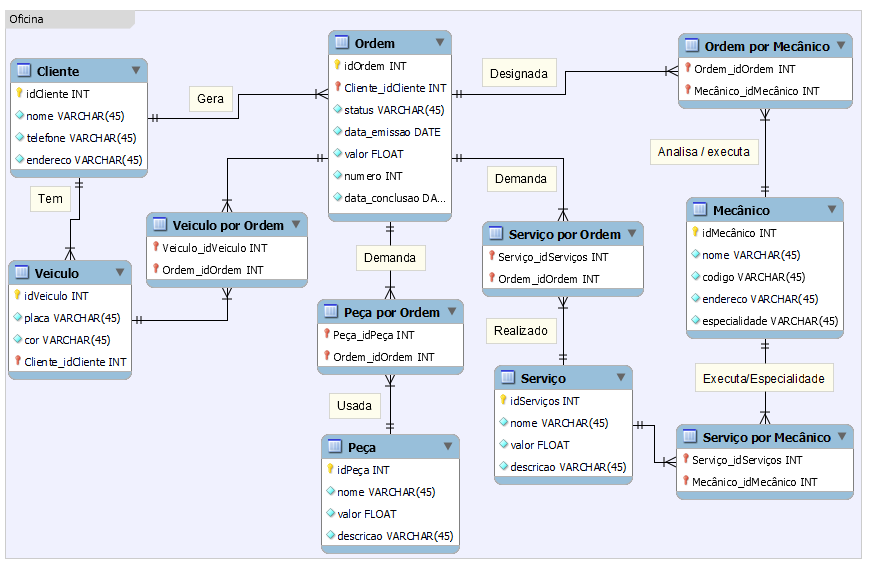 Oficina
Cliente
idCliente INT
nome VARCHAR(45)
telefone VARCHAR(45)
endereco VARCHAR(45)
Gera
Tem
Ordem
idOrdem INT
Cliente_idCliente INT
status VARCHAR(45)
data_emissao DATE
valor FLOAT
numero INT
data_conclusao DA...
Designada
Ordem por Mecânico
Ordem_idOrdem INT
Mecânico_idMecânico INT
Analisa / executa
Demanda
Veiculo por Ordem
Veiculo_idVeiculo INT
Ordem_idOrdem INT
Serviço por Ordem
Serviço_idServiços INT
Ordem_idOrdem INT
Mecânico
idMecânico INT
nome VARCHAR(45)
codigo VARCHAR(45)
endereco VARCHAR(45)
especialidade VARCHAR(45)
Demanda
Veiculo
idVeiculo INT
placa VARCHAR(45)
cor VARCHAR(45)
Cliente_idCliente INT
Peça por Ordem
Peça_idPeça INT
Ordem_idOrdem INT
Realizado
Executa/Especialidade
Usada
Serviço
idServiços INT
nome VARCHAR(45)
valor FLOAT
descricao VARCHAR(45)
Peça
idPeça INT
nome VARCHAR(45)
valor FLOAT
descricao VARCHAR(45)
Serviço por Mecânico
Serviço_idServiços INT
Mecânico_idMecânico INT